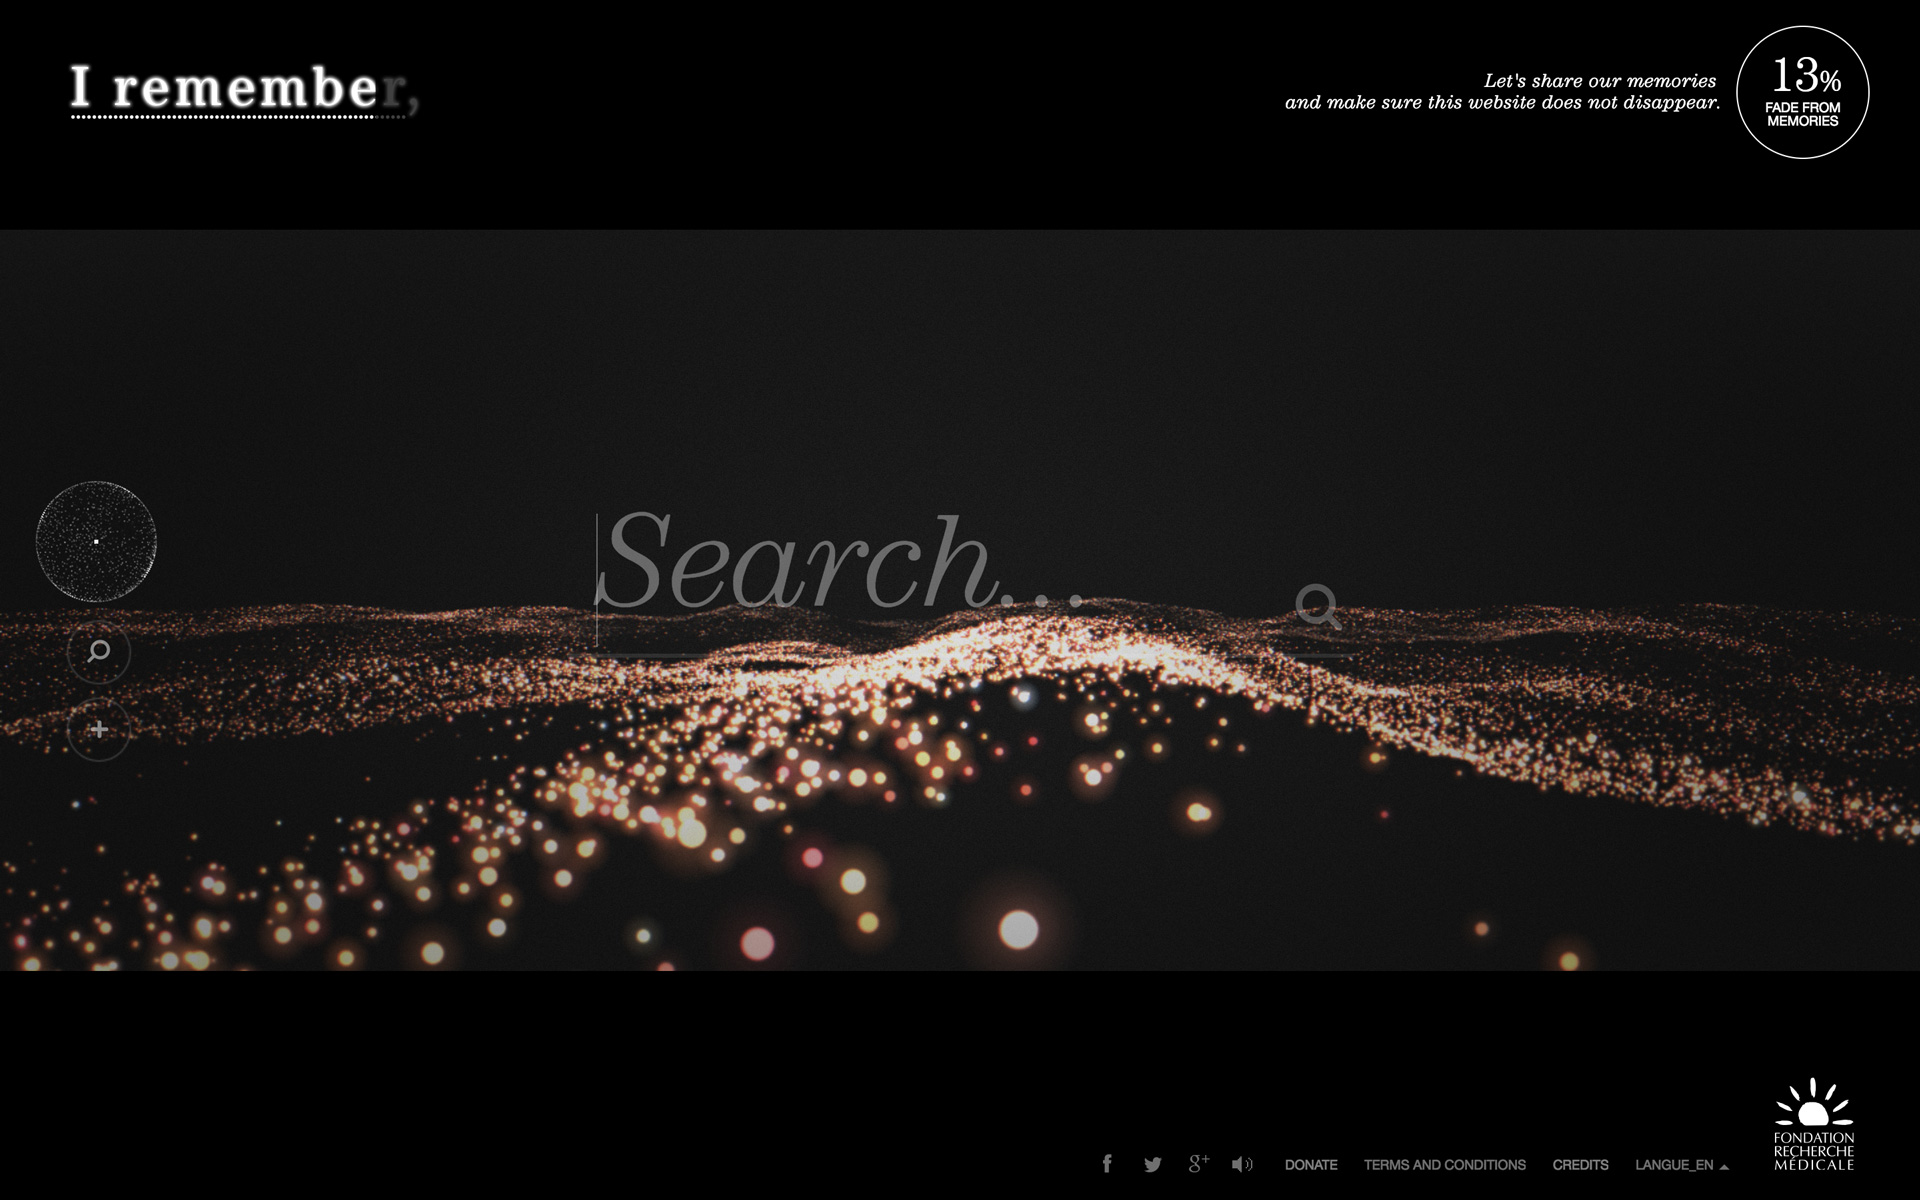 I remember,
Let's share our memories
and make sure this website does not disappear.
13%
FADE FROM
MEMORIES
Search...
DONATE
TERMS AND CONDITIONS
CREDITS
LANGUE_EN
FONDATION
RECHERCHE
MÉDICALE